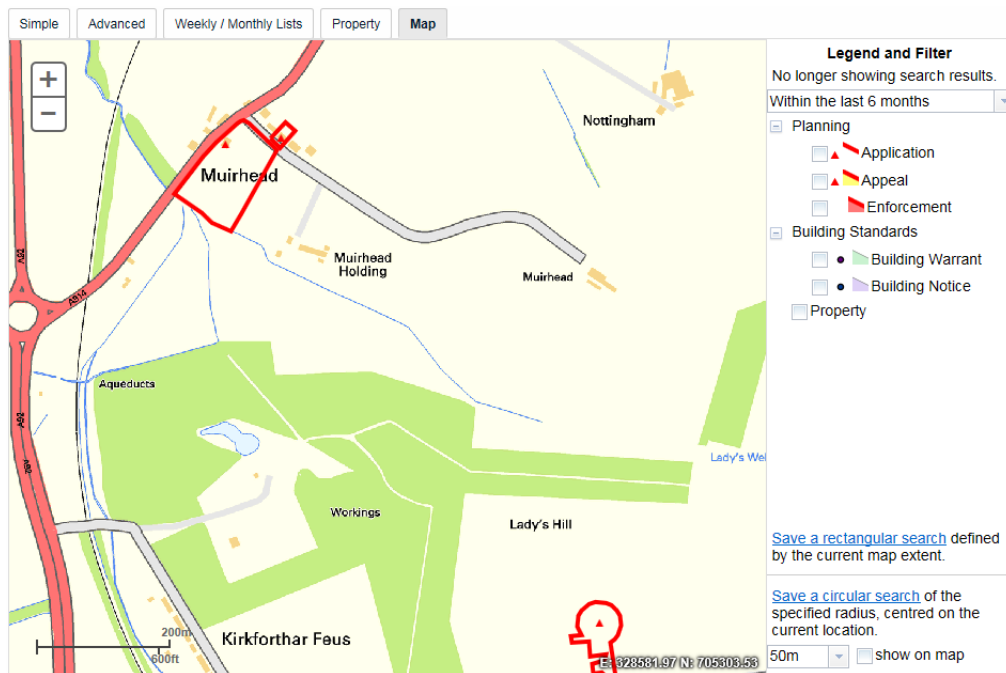 Simple
Advanced
Weekly / Monthly Lists
Property
Map
+
−
Nottingham
Muirhead
Muirhead
Holding
Muirhead
A92
A914
Aqueducts
A92
A92
Lady's Wel
Workings
Lady's Hill
Kirkforthar Feus
200m
600ft
E: 328581.97 N: 705303.53
Legend and Filter
No longer showing search results.
Within the last 6 months
Planning
Application
Appeal
Enforcement
Building Standards
Building Warrant
Building Notice
Property
Save a rectangular search defined
by the current map extent.
Save a circular search of the
specified radius, centred on the
current location.
50m
show on map